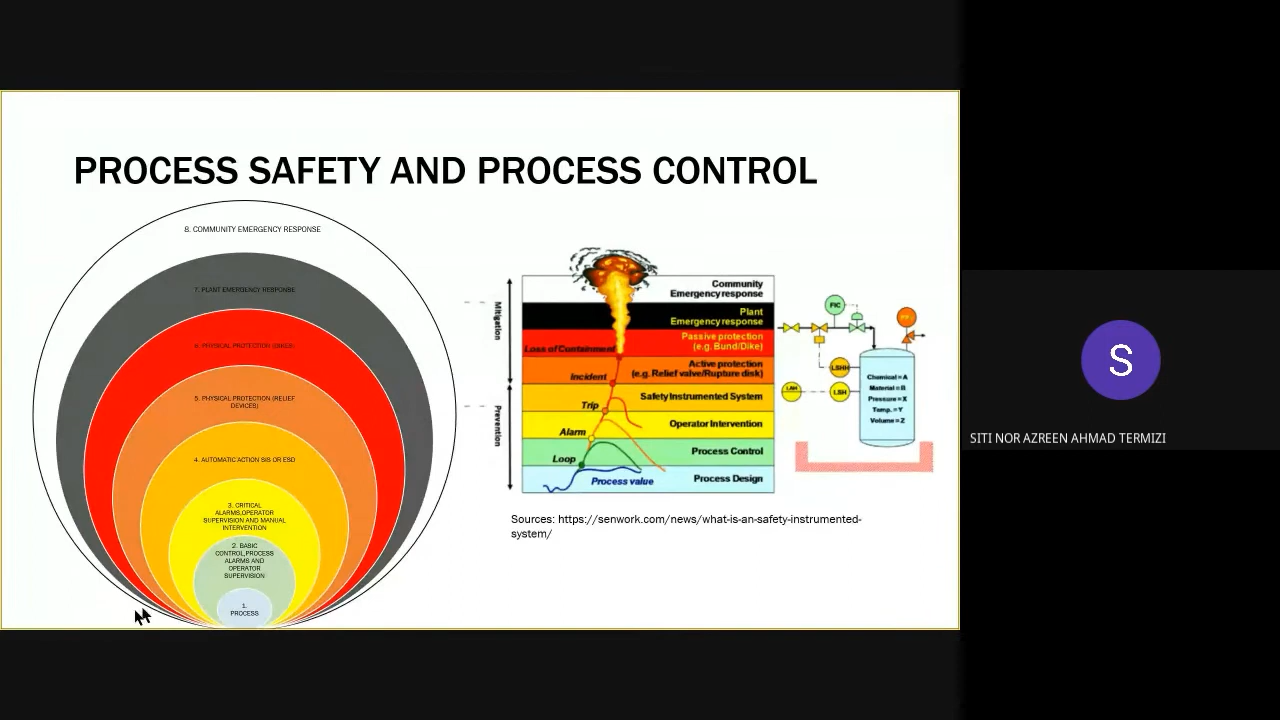 PROCESS SAFETY AND PROCESS CONTROL
8. COMMUNITY EMERGENCY RESPONSE
7. PLANT EMERGENCY RESPONSE
6. PHYSICAL PROTECTION (DIKES)
5. PHYSICAL PROTECTION (RELIEF
DEVICES)
4. AUTOMATIC ACTION SIS OR ESD
3. CRITICAL
ALARMS,OPERATOR
SUPERVISION AND MANUAL
INTERVENTION
2. BASIC
CONTROL,PROCESS
ALARMS AND
OPERATOR
SUPERVISION
1.
PROCESS
Mitigation
Prevention
Community
Emergency response
Plant
Emergency response
Passive protection
(e.g. Bund/Dike)
Loss of Containment
Active protection
(e.g. Relief valve/Rupture disk)
Incident
Safety Instrumented System
Trip
Operator Intervention
Alarm
Process Control
Loop
Process Design
Process value
FIC
LSHH
LAH
LSH
Chemical = A
Material = B
Pressure = X
Temp. = Y
Volume = Z
Sources: https://senwork.com/news/what-is-an-safety-instrumented-
system/
S
SITI NOR AZREEN AHMAD TERMIZI